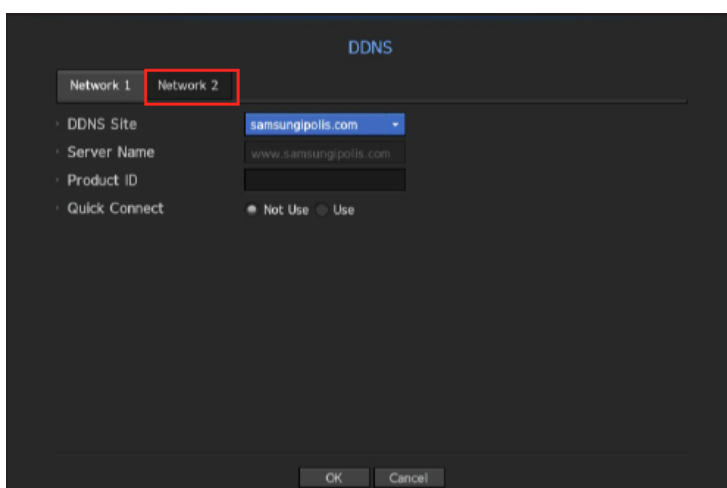 DDNS
Network 1 Network 2
DDNS Site samsungipolis.com
Server Name www.samsungipolis.com
Product ID
Quick Connect Not Use Use
OK Cancel